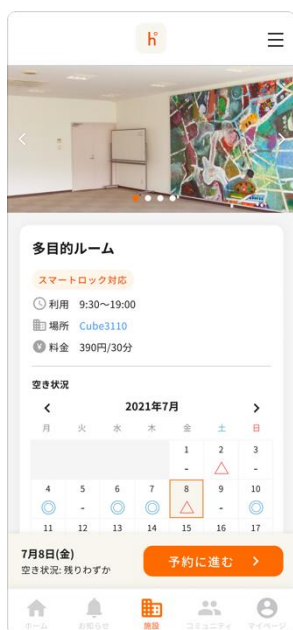 h
多目的ルーム
スマートロック対応
利用 9:30〜19:00
場所 Cube3110
料金 390円/30分
空き状況
2021年7月
月 火 水 木 金 土 日
1 2 3
- △ -
4 5 6 7 8 9 10
◎ - ◎ ◎ △ - ◎
11 12 13 14 15 16 17
7月8日(金)
空き状況: 残りわずか
予約に進む
ホーム お知らせ 施設 コミュニティ マイページ